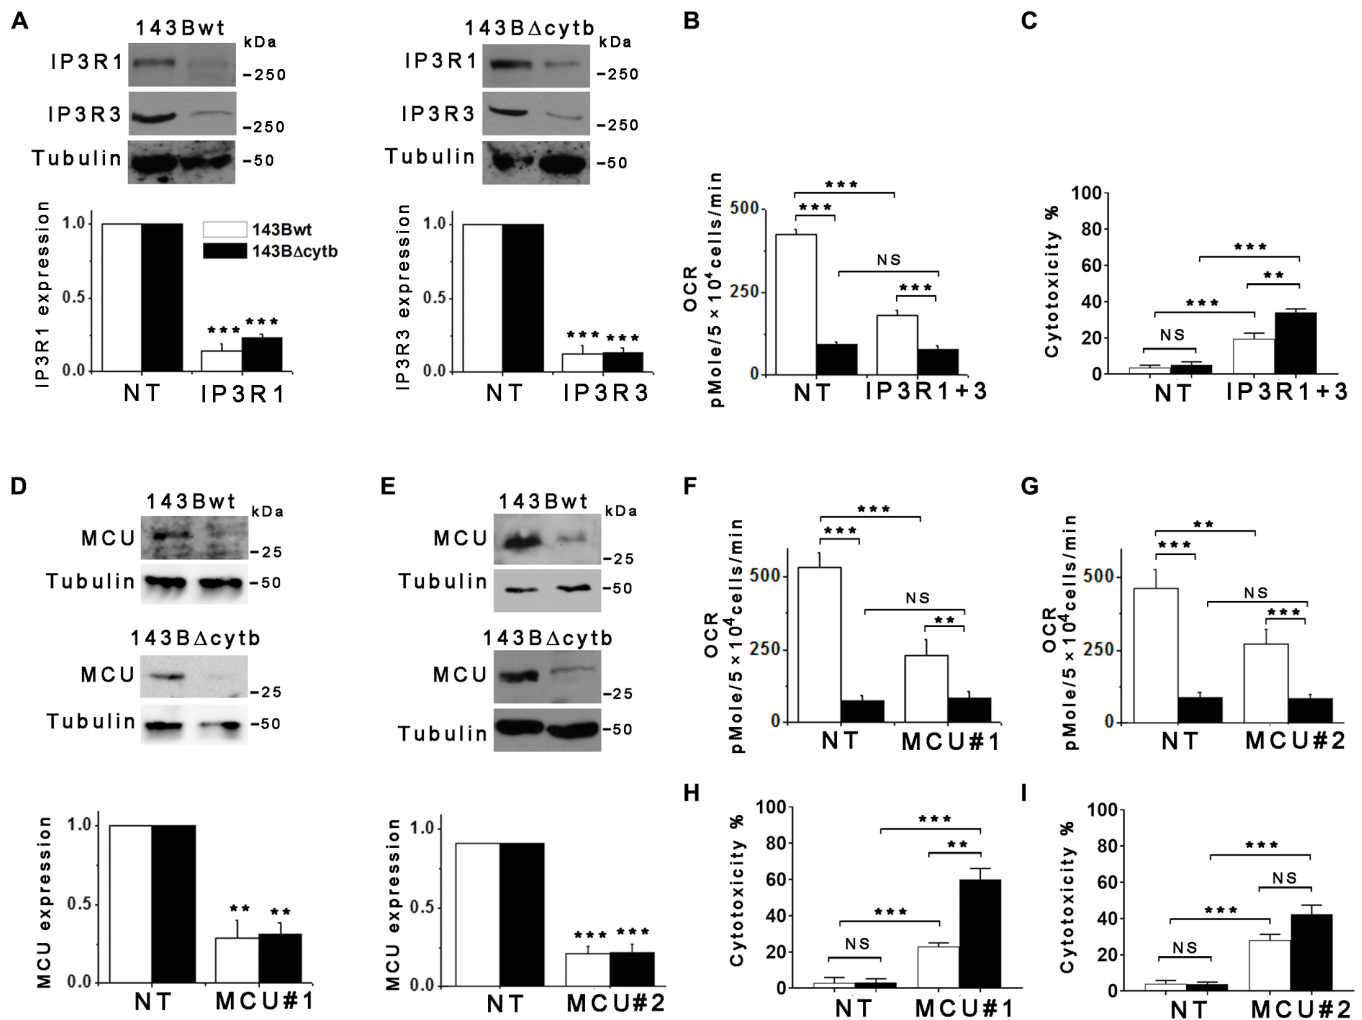 A
143Bwt
kDa
IP3R1
-250
IP3R3
-250
Tubulin
-50
143BΔcytb
kDa
IP3R1
-250
IP3R3
-250
Tubulin
-50
IP3R1 expression
1.0
0.5
0.0
*** ***
NT IP3R1
143Bwt
143BΔcytb
IP3R3 expression
1.0
0.5
0.0
*** ***
NT IP3R3
B
OCR
pMole/5×10⁴cells/min
500
250
0
***
***
NS
***
NT IP3R1+3
C
Cytotoxicity %
100
80
60
40
20
0
***
**
***
NS
NT IP3R1+3
D
143Bwt
kDa
MCU
-25
Tubulin
-50
143BΔcytb
MCU
-25
Tubulin
-50
MCU expression
1.0
0.5
0.0
** **
NT MCU#1
E
143Bwt
kDa
MCU
-25
Tubulin
-50
143BΔcytb
MCU
-25
Tubulin
-50
MCU expression
1.0
0.5
0.0
*** ***
NT MCU#2
F
OCR
pMole/5×10⁴cells/min
500
250
0
***
***
NS
**
NT MCU#1
G
OCR
pMole/5×10⁴cells/min
500
250
0
**
***
NS
***
NT MCU#2
H
Cytotoxicity %
100
80
60
40
20
0
***
**
***
NS
NT MCU#1
I
Cytotoxicity %
100
80
60
40
20
0
***
NS
***
NS
NT MCU#2